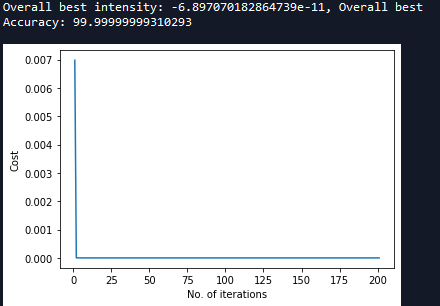 Overall best intensity: -6.897070182864739e-11, Overall best
Accuracy: 99.99999999310293
0.007
0.006
0.005
0.004
0.003
0.002
0.001
0.000
Cost
0 25 50 75 100 125 150 175 200
No. of iterations